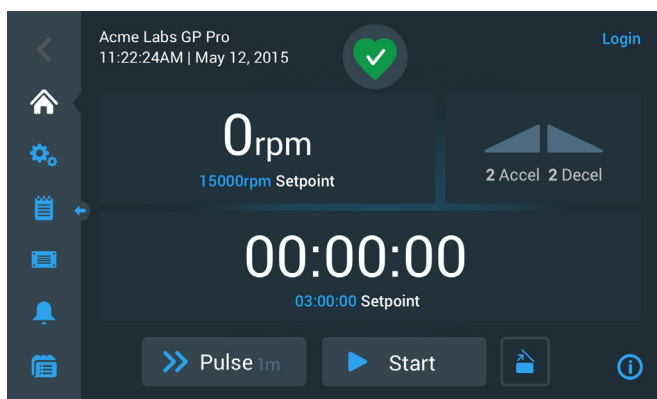 Acme Labs GP Pro
11:22:24AM | May 12, 2015
Login
0rpm
15000rpm Setpoint
2 Accel 2 Decel
00:00:00
03:00:00 Setpoint
Pulse 1m
Start